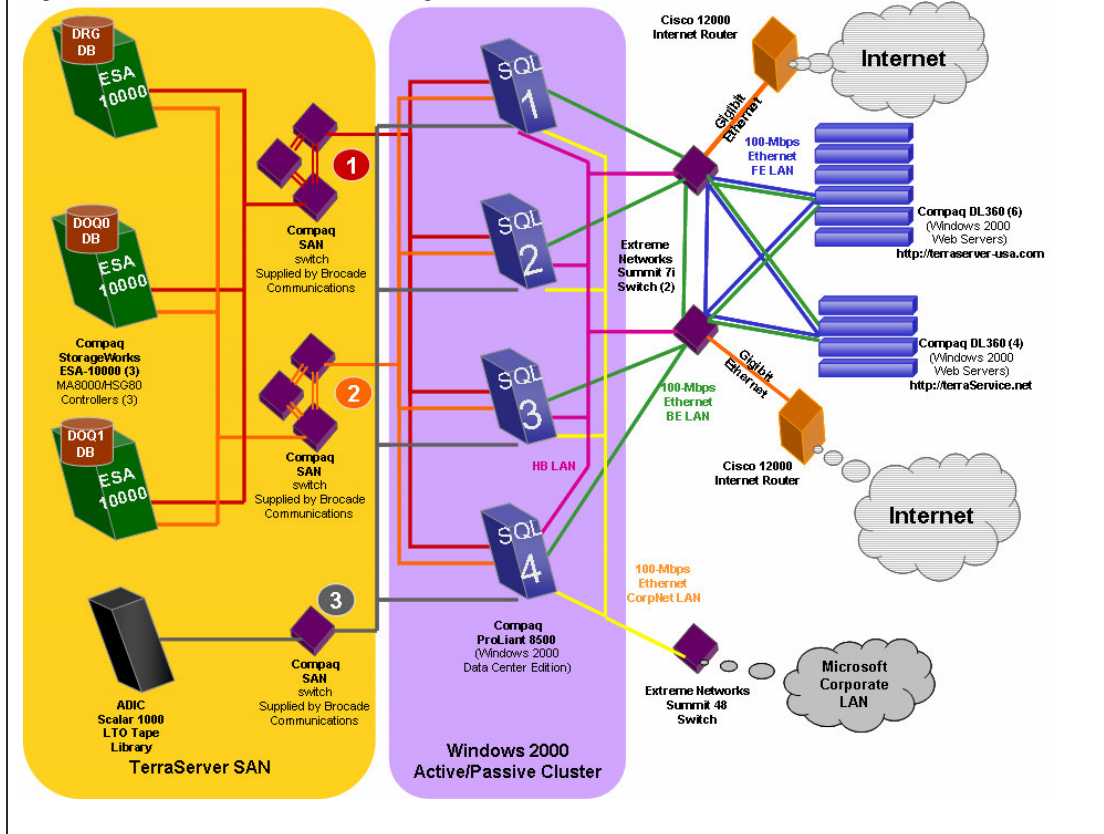 DRG
DB
ESA
10000
DOQ0
DB
ESA
10000
Compaq
StorageWorks
ESA-10000 (3)
MA8000/HSG80
Controllers (3)
DOQ1
DB
ESA
10000
ADIC
Scalar 1000
LTO Tape
Library
1
Compaq
SAN
switch
Supplied by Brocade
Communications
2
Compaq
SAN
switch
Supplied by Brocade
Communications
3
Compaq
SAN
switch
Supplied by Brocade
Communications
TerraServer SAN
SQL
1
SQL
2
SQL
3
SQL
4
Compaq
ProLiant 8500
(Windows 2000
Data Center Edition)
Windows 2000
Active/Passive Cluster
HB LAN
Extreme
Networks
Summit 7i
Switch (2)
Cisco 12000
Internet Router
Internet
Gigibit
Ethernet
100-Mbps
Ethernet
FE LAN
Compaq DL360 (6)
(Windows 2000
Web Servers)
http://terraserver-usa.com
Compaq DL360 (4)
(Windows 2000
Web Servers)
http://terraService.net
Gigibit
Ethernet
100-Mbps
Ethernet
BE LAN
Cisco 12000
Internet Router
Internet
100-Mbps
Ethernet
CorpNet LAN
Extreme Networks
Summit 48
Switch
Microsoft
Corporate
LAN